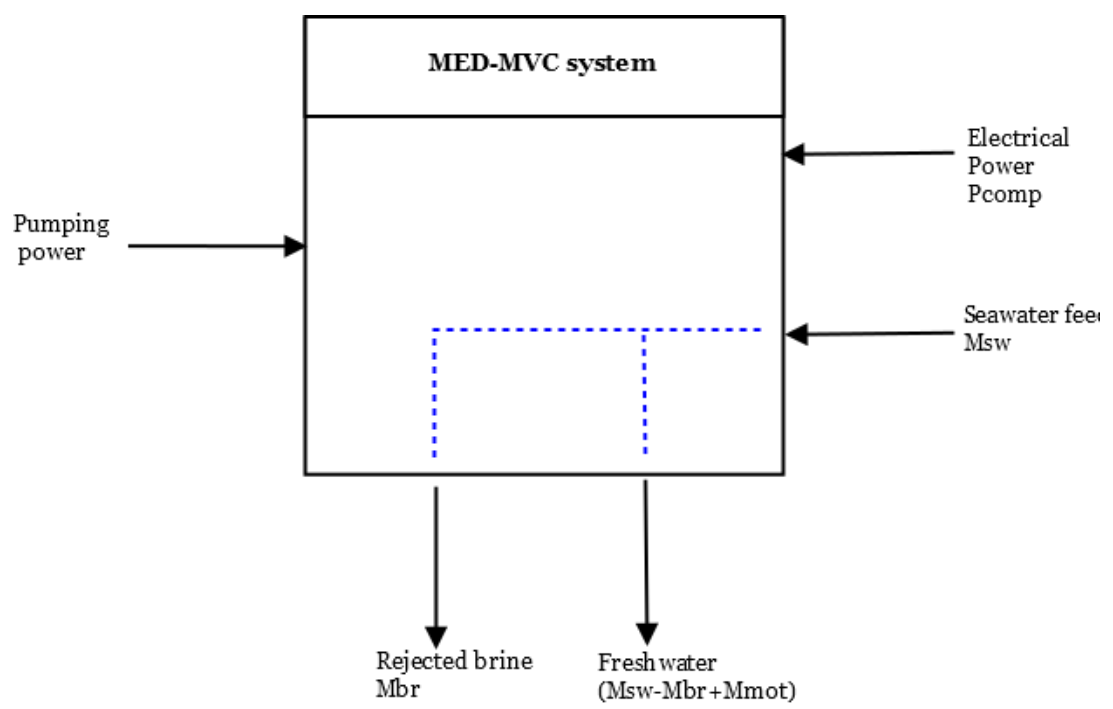 MED-MVC system
Electrical
Power
Pcomp
Pumping
power
Seawater feed
Msw
Rejected brine
Mbr
Freshwater
(Msw-Mbr+Mmot)